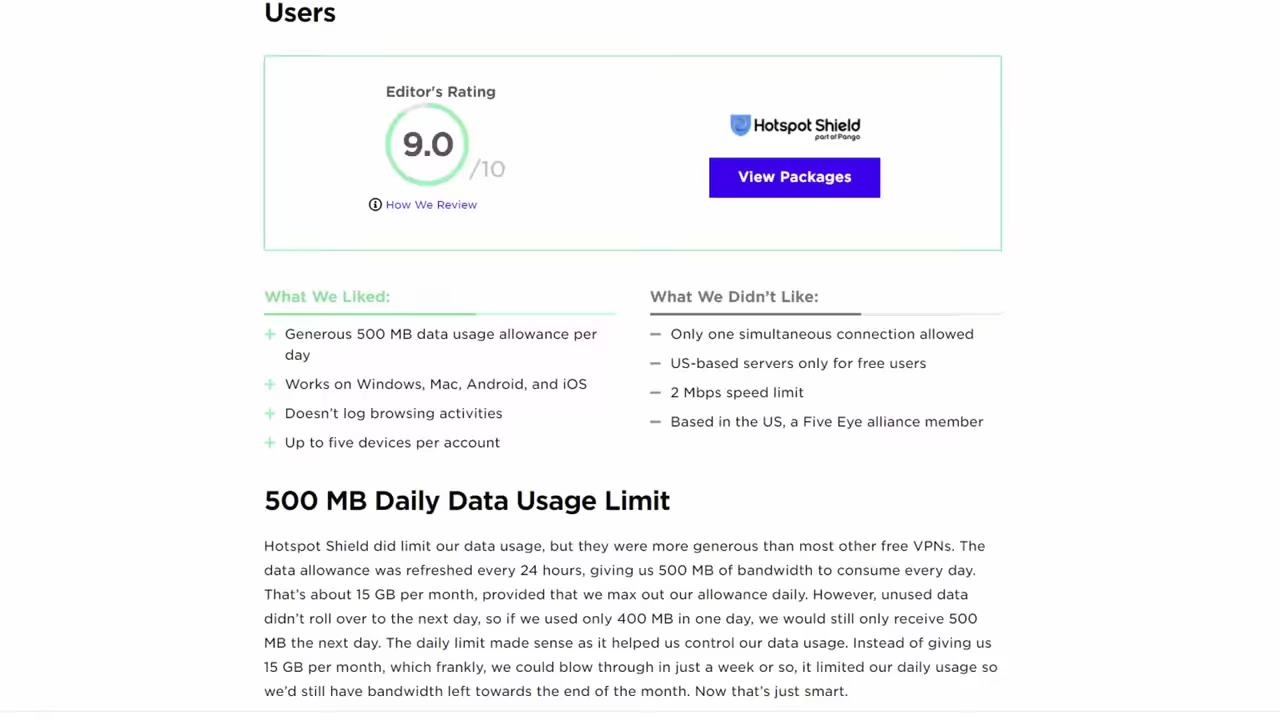 Users
Editor's Rating
9.0
/10
How We Review
Hotspot Shield
part of Pango
View Packages
What We Liked:
+ Generous 500 MB data usage allowance per
day
+ Works on Windows, Mac, Android, and iOS
+ Doesn’t log browsing activities
+ Up to five devices per account
What We Didn’t Like:
– Only one simultaneous connection allowed
– US-based servers only for free users
– 2 Mbps speed limit
– Based in the US, a Five Eye alliance member
500 MB Daily Data Usage Limit
Hotspot Shield did limit our data usage, but they were more generous than most other free VPNs. The
data allowance was refreshed every 24 hours, giving us 500 MB of bandwidth to consume every day.
That’s about 15 GB per month, provided that we max out our allowance daily. However, unused data
didn’t roll over to the next day, so if we used only 400 MB in one day, we would still only receive 500
MB the next day. The daily limit made sense as it helped us control our data usage. Instead of giving us
15 GB per month, which frankly, we could blow through in just a week or so, it limited our daily usage so
we’d still have bandwidth left towards the end of the month. Now that’s just smart.